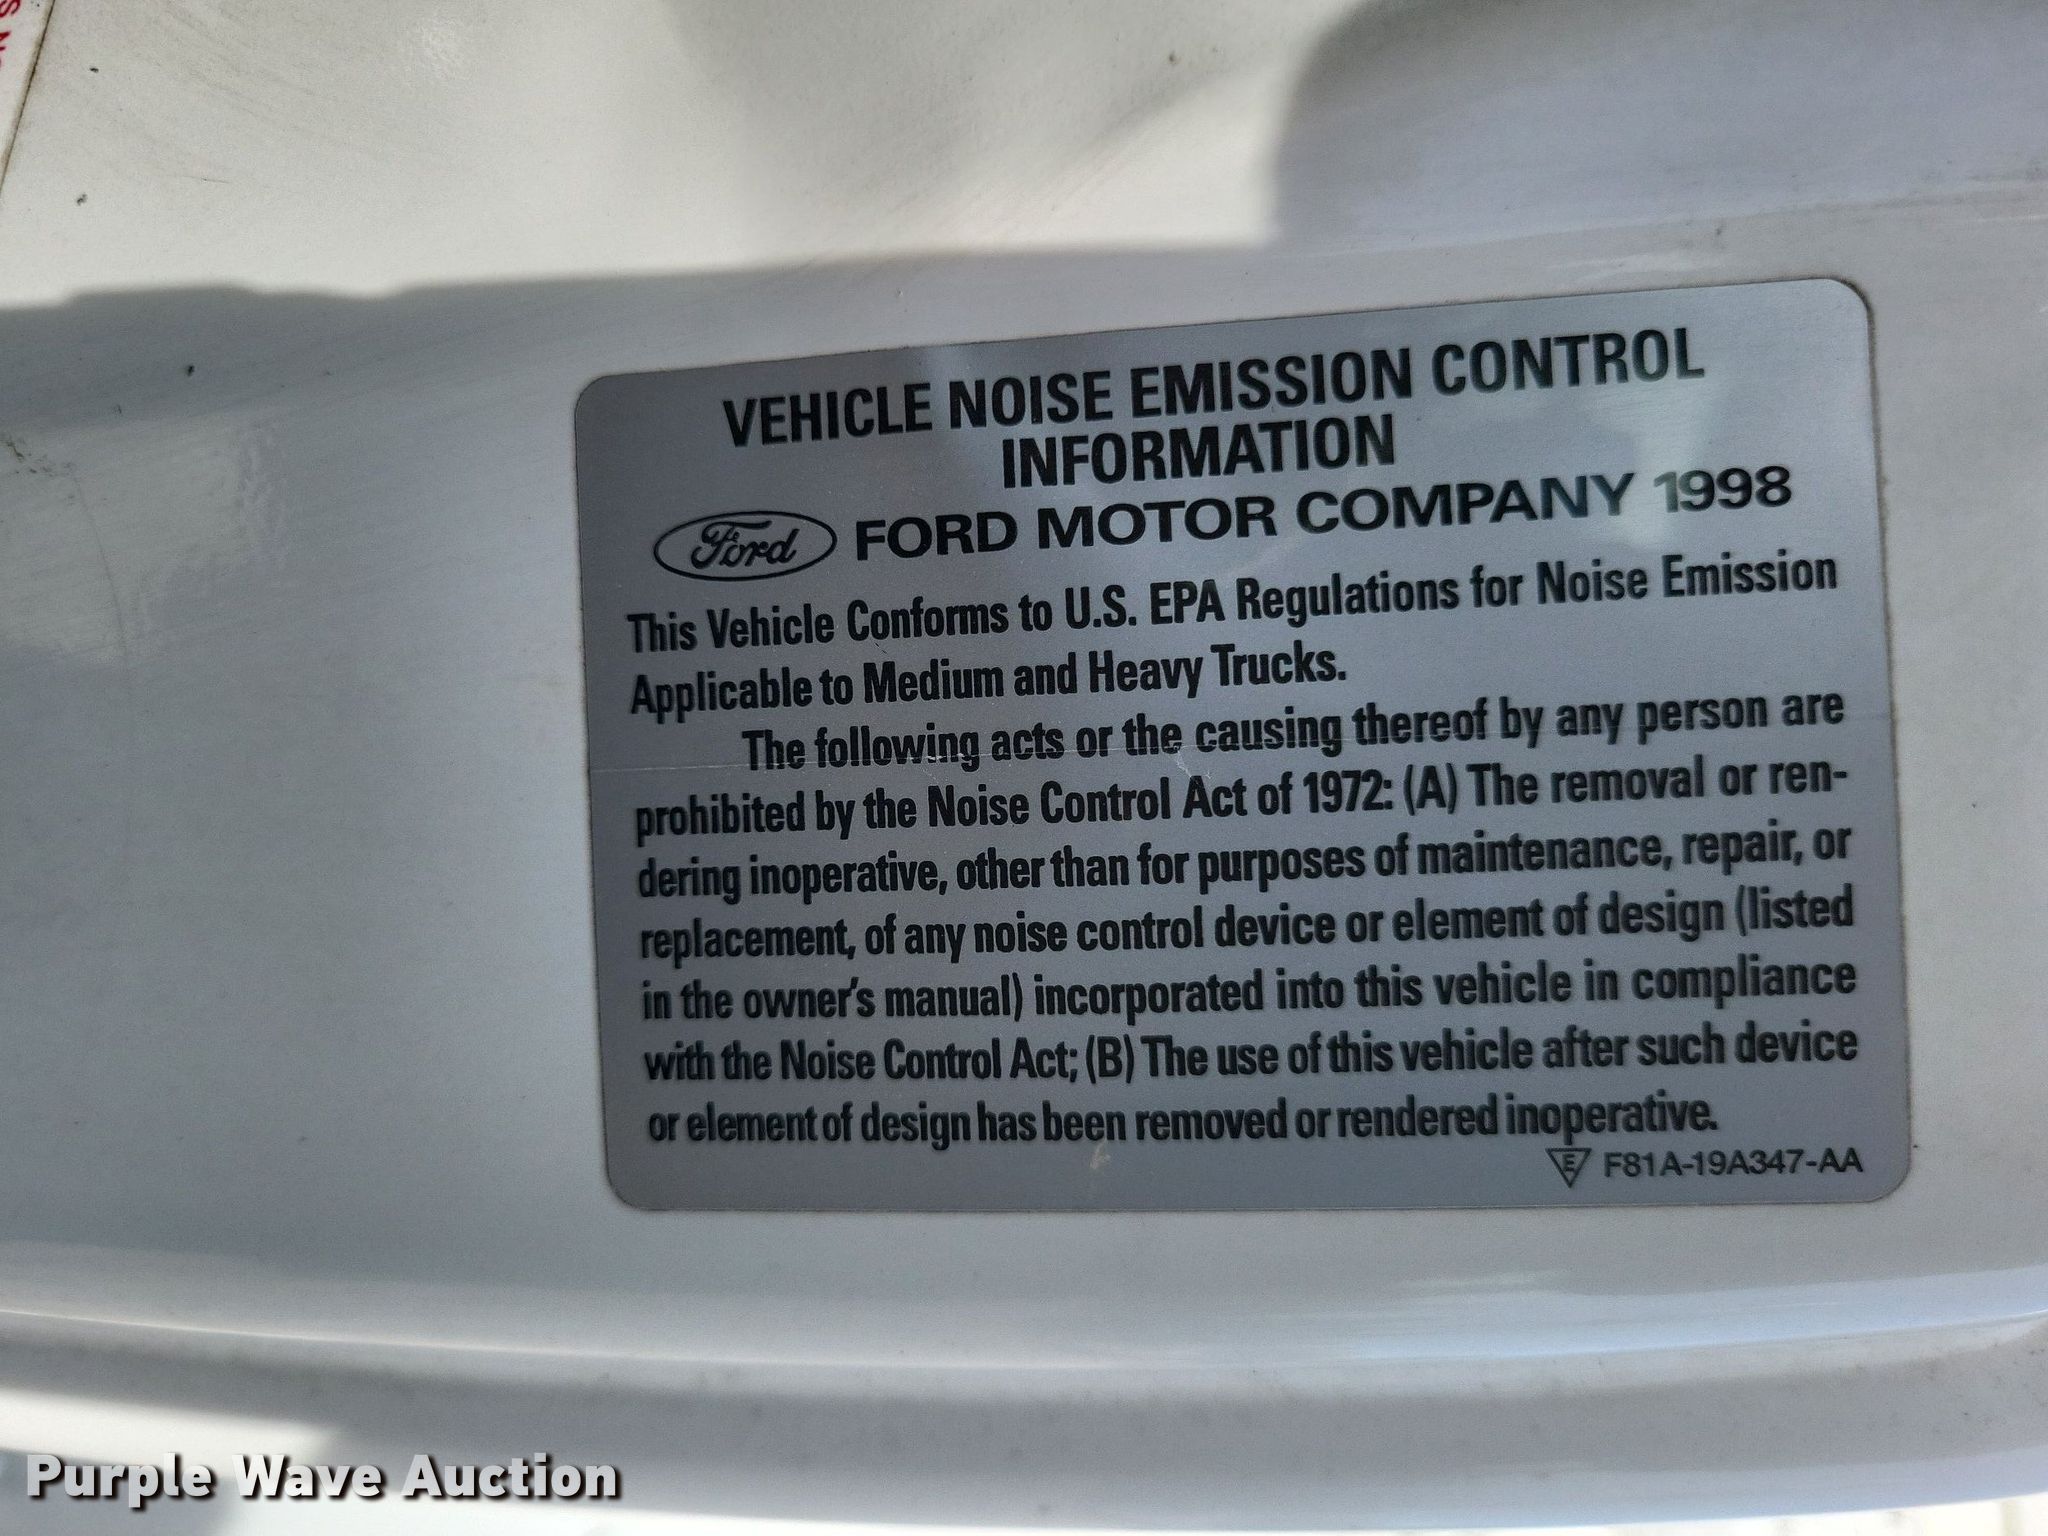 VEHICLE NOISE EMISSION CONTROL
INFORMATION
Ford FORD MOTOR COMPANY 1998
This Vehicle Conforms to U.S. EPA Regulations for Noise Emission
Applicable to Medium and Heavy Trucks.
The following acts or the causing thereof by any person are
prohibited by the Noise Control Act of 1972: (A) The removal or ren-
dering inoperative, other than for purposes of maintenance, repair, or
replacement, of any noise control device or element of design (listed
in the owner's manual) incorporated into this vehicle in compliance
with the Noise Control Act; (B) The use of this vehicle after such device
or element of design has been removed or rendered inoperative.
E F81A-19A347-AA
Purple Wave Auction